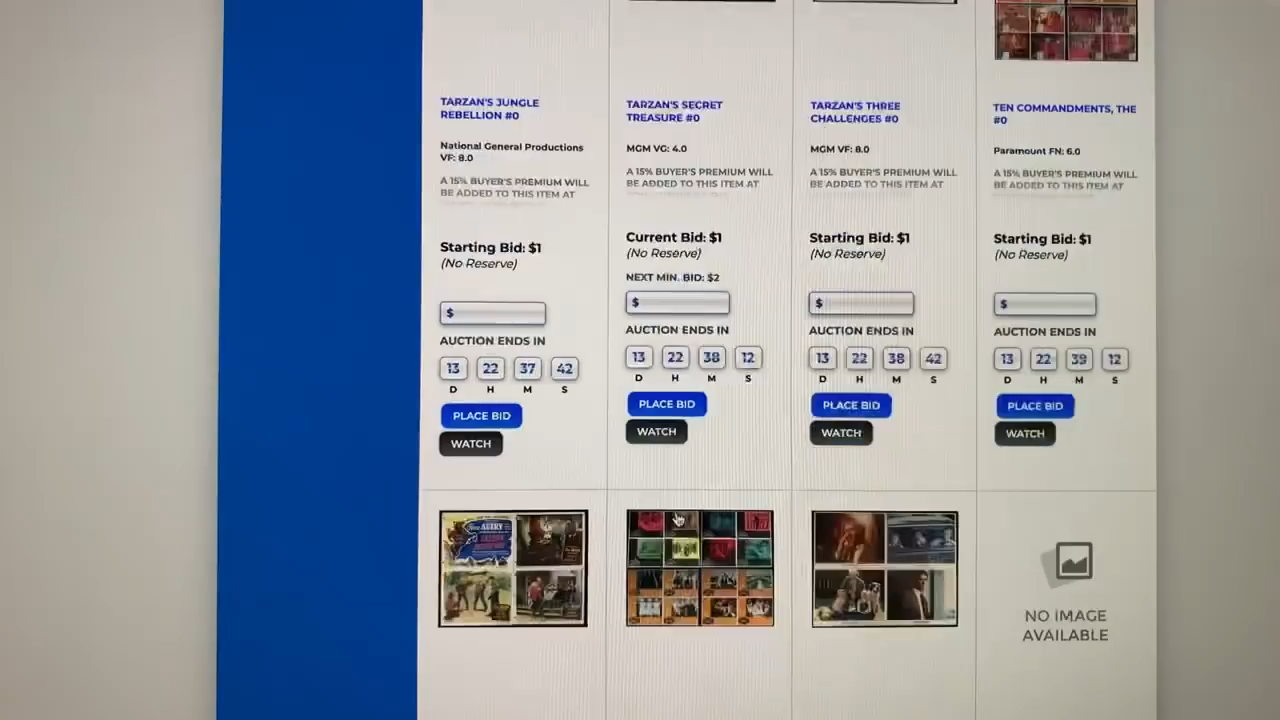 TARZAN'S JUNGLE
REBELLION #0
National General Productions
VF: 8.0
A 15% BUYER'S PREMIUM WILL
BE ADDED TO THIS ITEM AT
Starting Bid: $1
(No Reserve)
$
AUCTION ENDS IN
13 22 37 42
D H M S
PLACE BID
WATCH
TARZAN'S SECRET
TREASURE #0
MGM VG: 4.0
A 15% BUYER'S PREMIUM WILL
BE ADDED TO THIS ITEM AT
Current Bid: $1
(No Reserve)
NEXT MIN. BID: $2
$
AUCTION ENDS IN
13 22 38 12
D H M S
PLACE BID
WATCH
TARZAN'S THREE
CHALLENGES #0
MGM VF: 8.0
A 15% BUYER'S PREMIUM WILL
BE ADDED TO THIS ITEM AT
Starting Bid: $1
(No Reserve)
$
AUCTION ENDS IN
13 22 38 42
D H M S
PLACE BID
WATCH
TEN COMMANDMENTS, THE
#0
Paramount FN: 6.0
A 15% BUYER'S PREMIUM WILL
BE ADDED TO THIS ITEM AT
Starting Bid: $1
(No Reserve)
$
AUCTION ENDS IN
13 22 39 12
D H M S
PLACE BID
WATCH
AUTRY
NO IMAGE
AVAILABLE